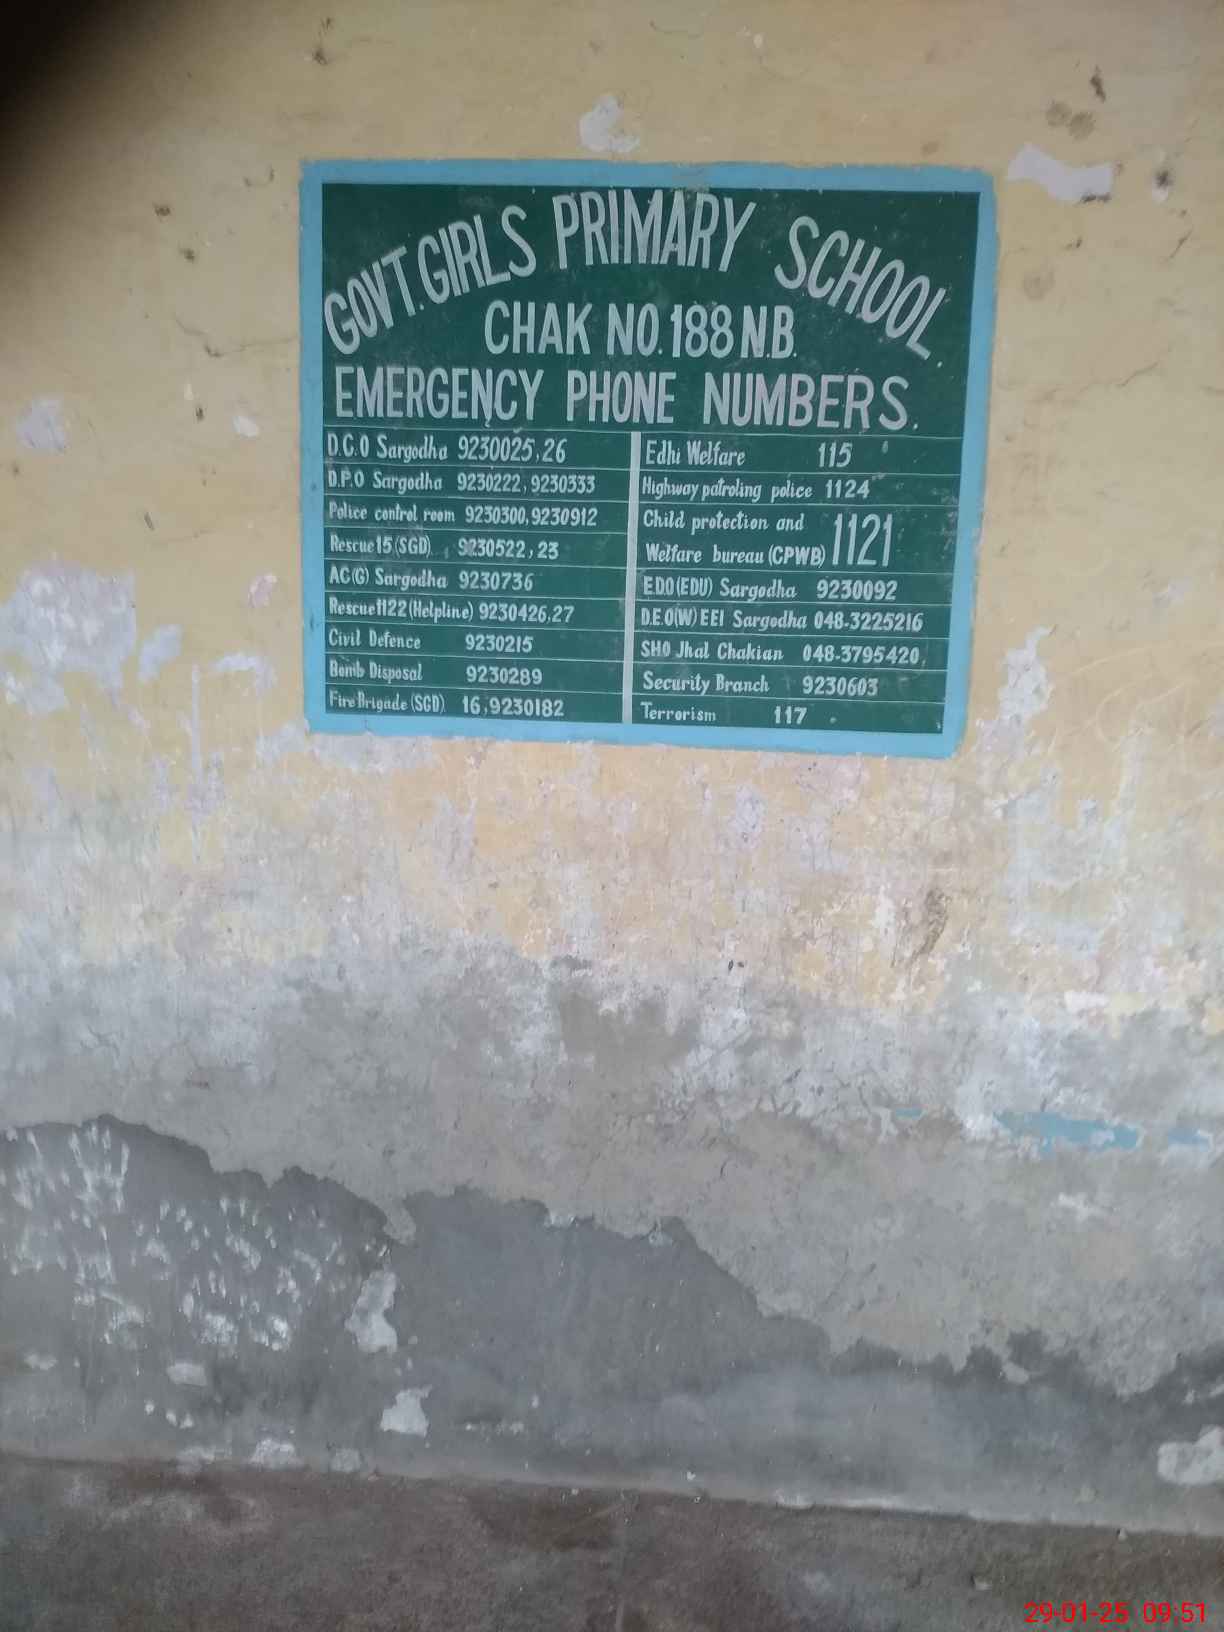 GOVT. GIRLS PRIMARY SCHOOL.
CHAK NO. 188 N.B.
EMERGENCY PHONE NUMBERS.
D.C.O Sargodha 9230025,26
D.P.O Sargodha 9230222, 9230333
Police control room 9230300, 9230912
Rescue 15 (SGD) 9230522, 23
AC(G) Sargodha 9230736
Rescue 1122 (Helpline) 9230426,27
Civil Defence 9230215
Bomb Disposal 9230289
Fire Brigade (SGD) 16, 9230182
Edhi Welfare 115
Highway patroling police 1124
Child protection and
Welfare bureau (CPWB) 1121
E.D.O (EDU) Sargodha 9230092
D.E.O(W) EEI Sargodha 048-3225216
SHO Jhal Chakian 048-3795420
Security Branch 9230603
Terrorism 117
29-01-25 09:51